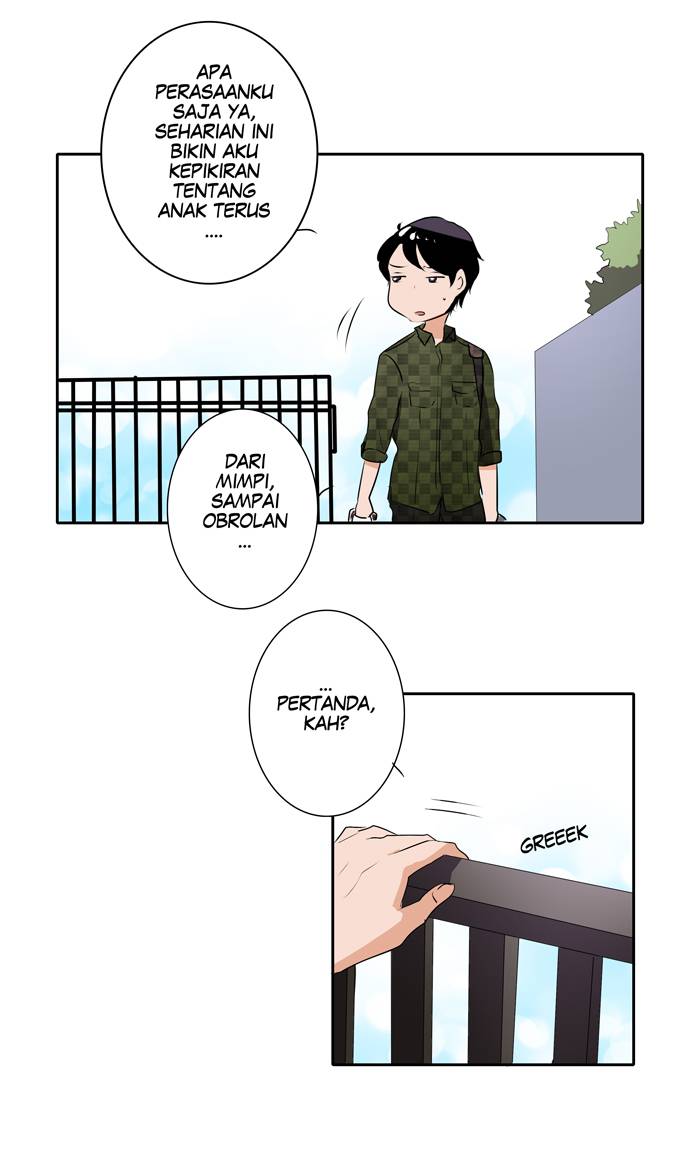 APA
PERASAANKU
SAJA YA,
SEHARIAN INI
BIKIN AKU
KEPIKIRAN
TENTANG
ANAK TERUS
....
DARI
MIMPI,
SAMPAI
OBROLAN
...
...
PERTANDA,
KAH?
GREEEK